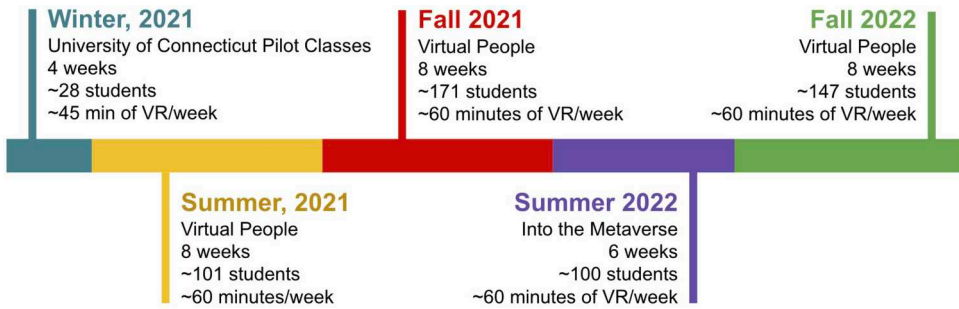 Winter, 2021
University of Connecticut Pilot Classes
4 weeks
~28 students
~45 min of VR/week
Summer, 2021
Virtual People
8 weeks
~101 students
~60 minutes/week
Fall 2021
Virtual People
8 weeks
~171 students
~60 minutes of VR/week
Summer 2022
Into the Metaverse
6 weeks
~100 students
~60 minutes of VR/week
Fall 2022
Virtual People
8 weeks
~147 students
~60 minutes of VR/week